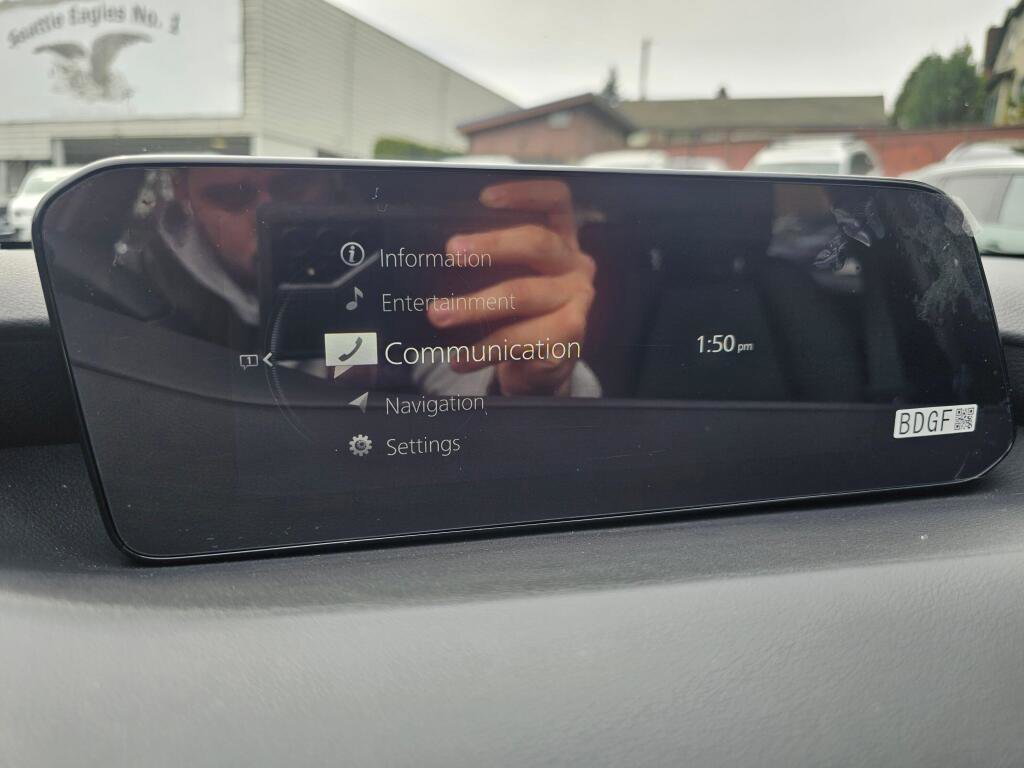 Seattle Eagles No. 1
Information
Entertainment
Communication
1:50 pm
Navigation
BDGF
Settings